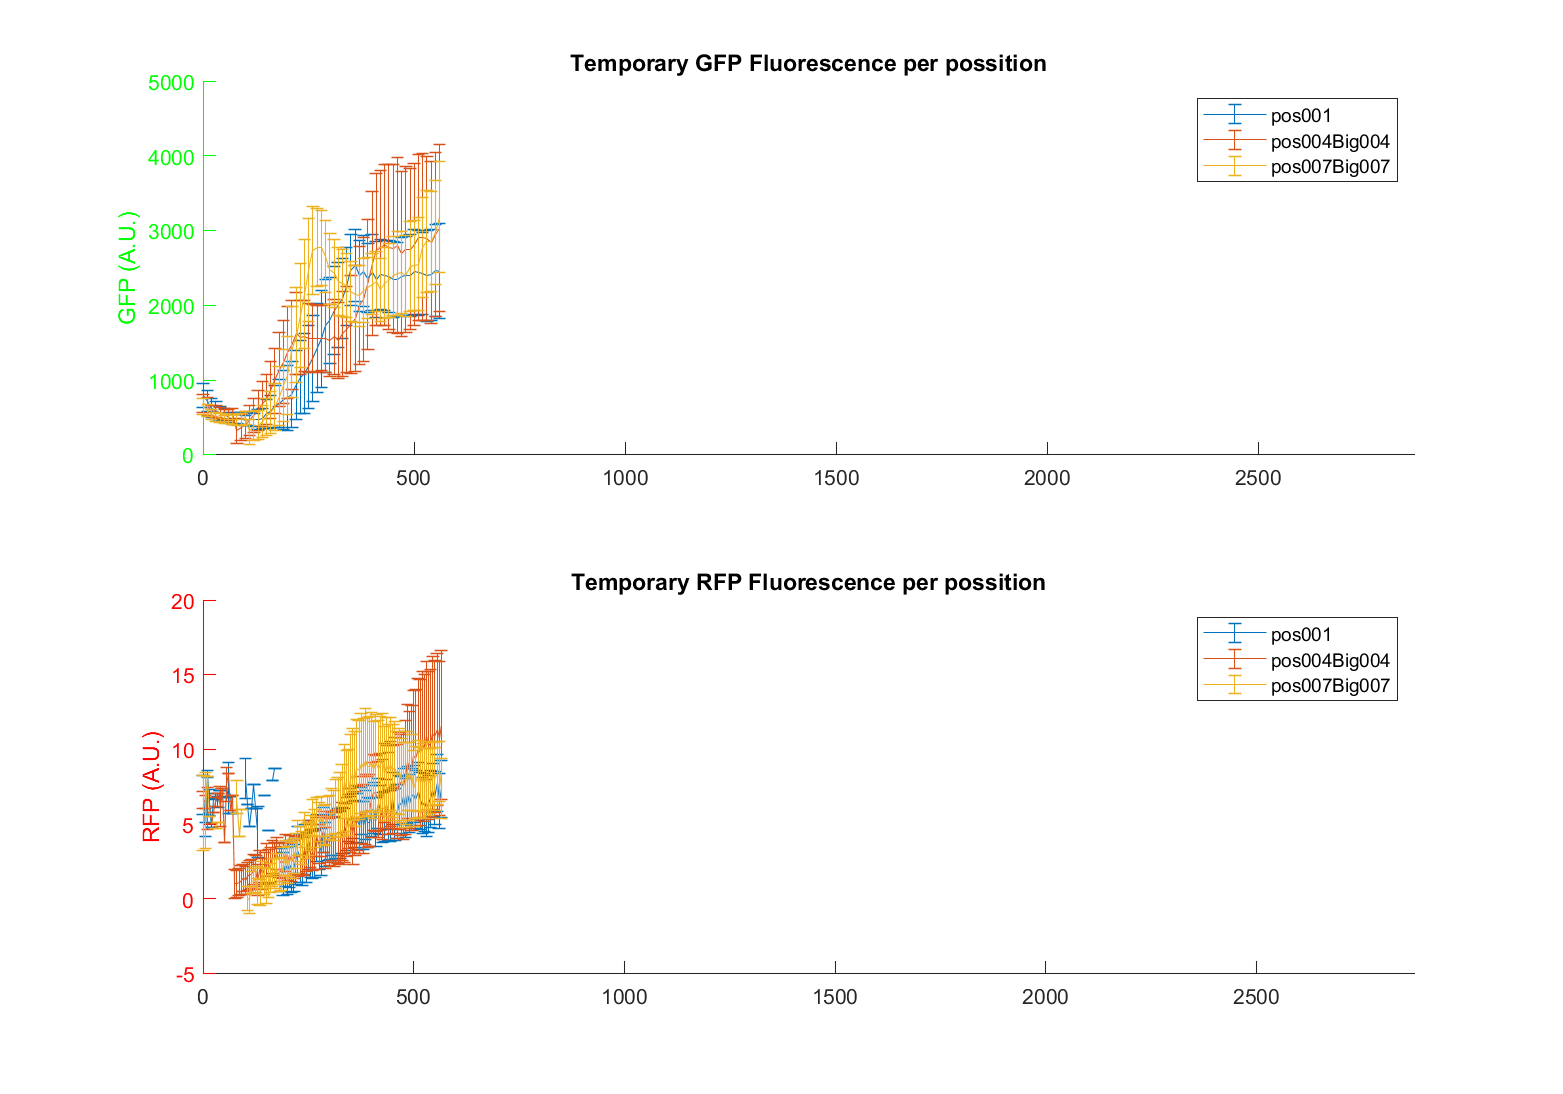 Temporary GFP Fluorescence per possition
5000
4000
3000
2000
1000
0
GFP (A.U.)
pos001
pos004Big004
pos007Big007
0 500 1000 1500 2000 2500
Temporary RFP Fluorescence per possition
20
15
10
5
0
-5
RFP (A.U.)
pos001
pos004Big004
pos007Big007
0 500 1000 1500 2000 2500